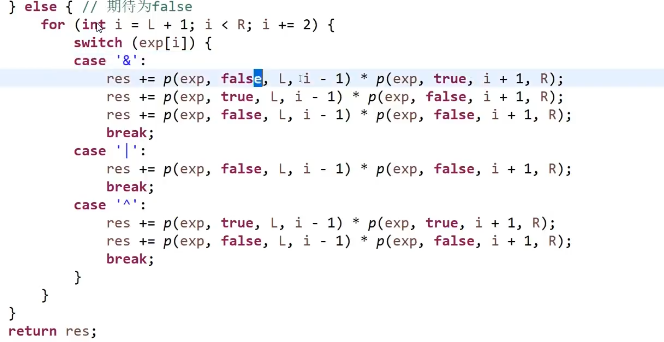 } else { // 期待为false
    for (int i = L + 1; i < R; i += 2) {
        switch (exp[i]) {
        case '&':
            res += p(exp, false, L, i - 1) * p(exp, true, i + 1, R);
            res += p(exp, true, L, i - 1) * p(exp, false, i + 1, R);
            res += p(exp, false, L, i - 1) * p(exp, false, i + 1, R);
            break;
        case '|':
            res += p(exp, false, L, i - 1) * p(exp, false, i + 1, R);
            break;
        case '^':
            res += p(exp, true, L, i - 1) * p(exp, true, i + 1, R);
            res += p(exp, false, L, i - 1) * p(exp, false, i + 1, R);
            break;
        }
    }
}
return res;